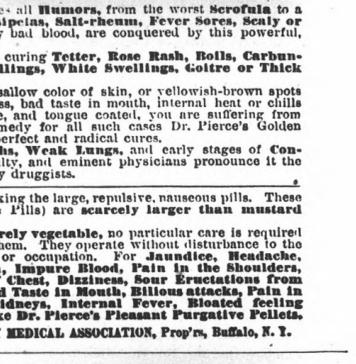 all Humors, from the worst Scrofula to a
Salt-rheum, Fever Sores, Scaly or
bad blood, are conquered by this powerful,
curing Tetter, Rose Rash, Boils, Carbun-
llings, White Swellings, Goitre or Thick
sallow color of skin, or yellowish-brown spots
ss, bad taste in mouth, internal heat or chills
e, and tongue coated, you are suffering from
medy for all such cases Dr. Pierce's Golden
perfect and radical cures.
hs, Weak Lungs, and early stages of Con-
lty, and eminent physicians pronounce it the
y druggists.
king the large, repulsive, nauseous pills. These
Pills) are scarcely larger than mustard
rely vegetable, no particular care is required
hem. They operate without disturbance to the
or occupation. For Jaundice, Headache,
, Impure Blood, Pain in the Shoulders,
Chest, Dizziness, Sour Eructations from
d Taste in Mouth, Bilious attacks, Pain in
idneys, Internal Fever, Bloated feeling
ke Dr. Pierce's Pleasant Purgative Pellets.
MEDICAL ASSOCIATION, Prop'rs, Buffalo, N. Y.